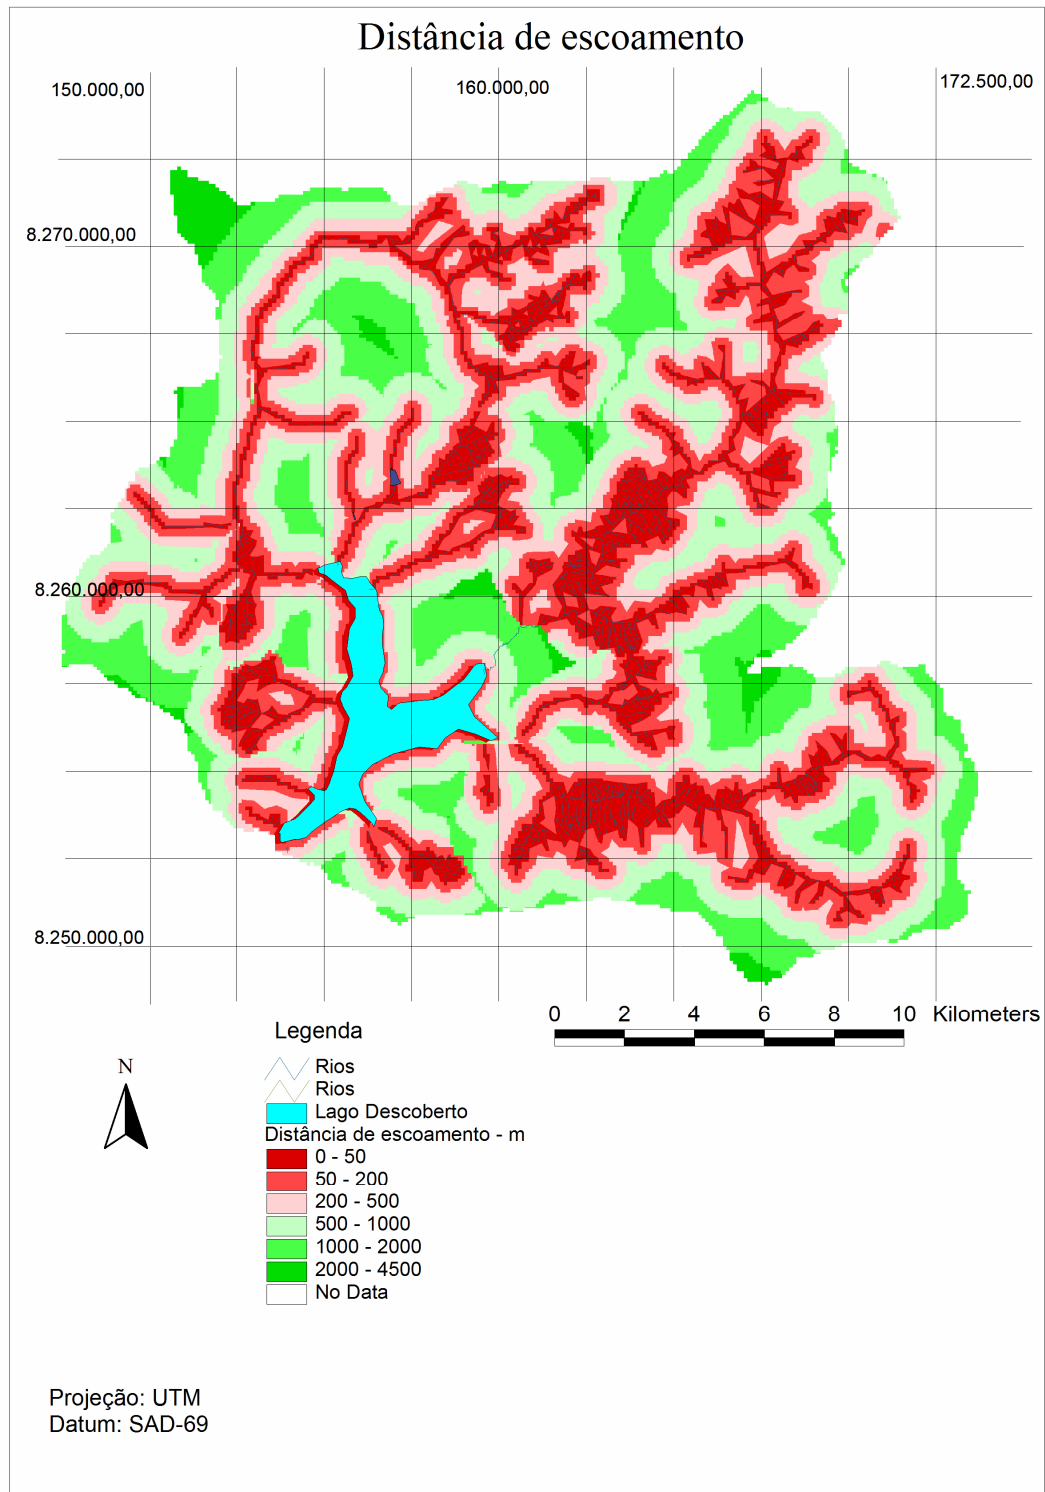 Distância de escoamento
150.000,00
160.000,00
172.500,00
8.270.000,00
8.260.000,00
8.250.000,00
0 2 4 6 8 10 Kilometers
Legenda
N
Rios
Rios
Lago Descoberto
Distância de escoamento - m
0 - 50
50 - 200
200 - 500
500 - 1000
1000 - 2000
2000 - 4500
No Data
Projeção: UTM
Datum: SAD-69